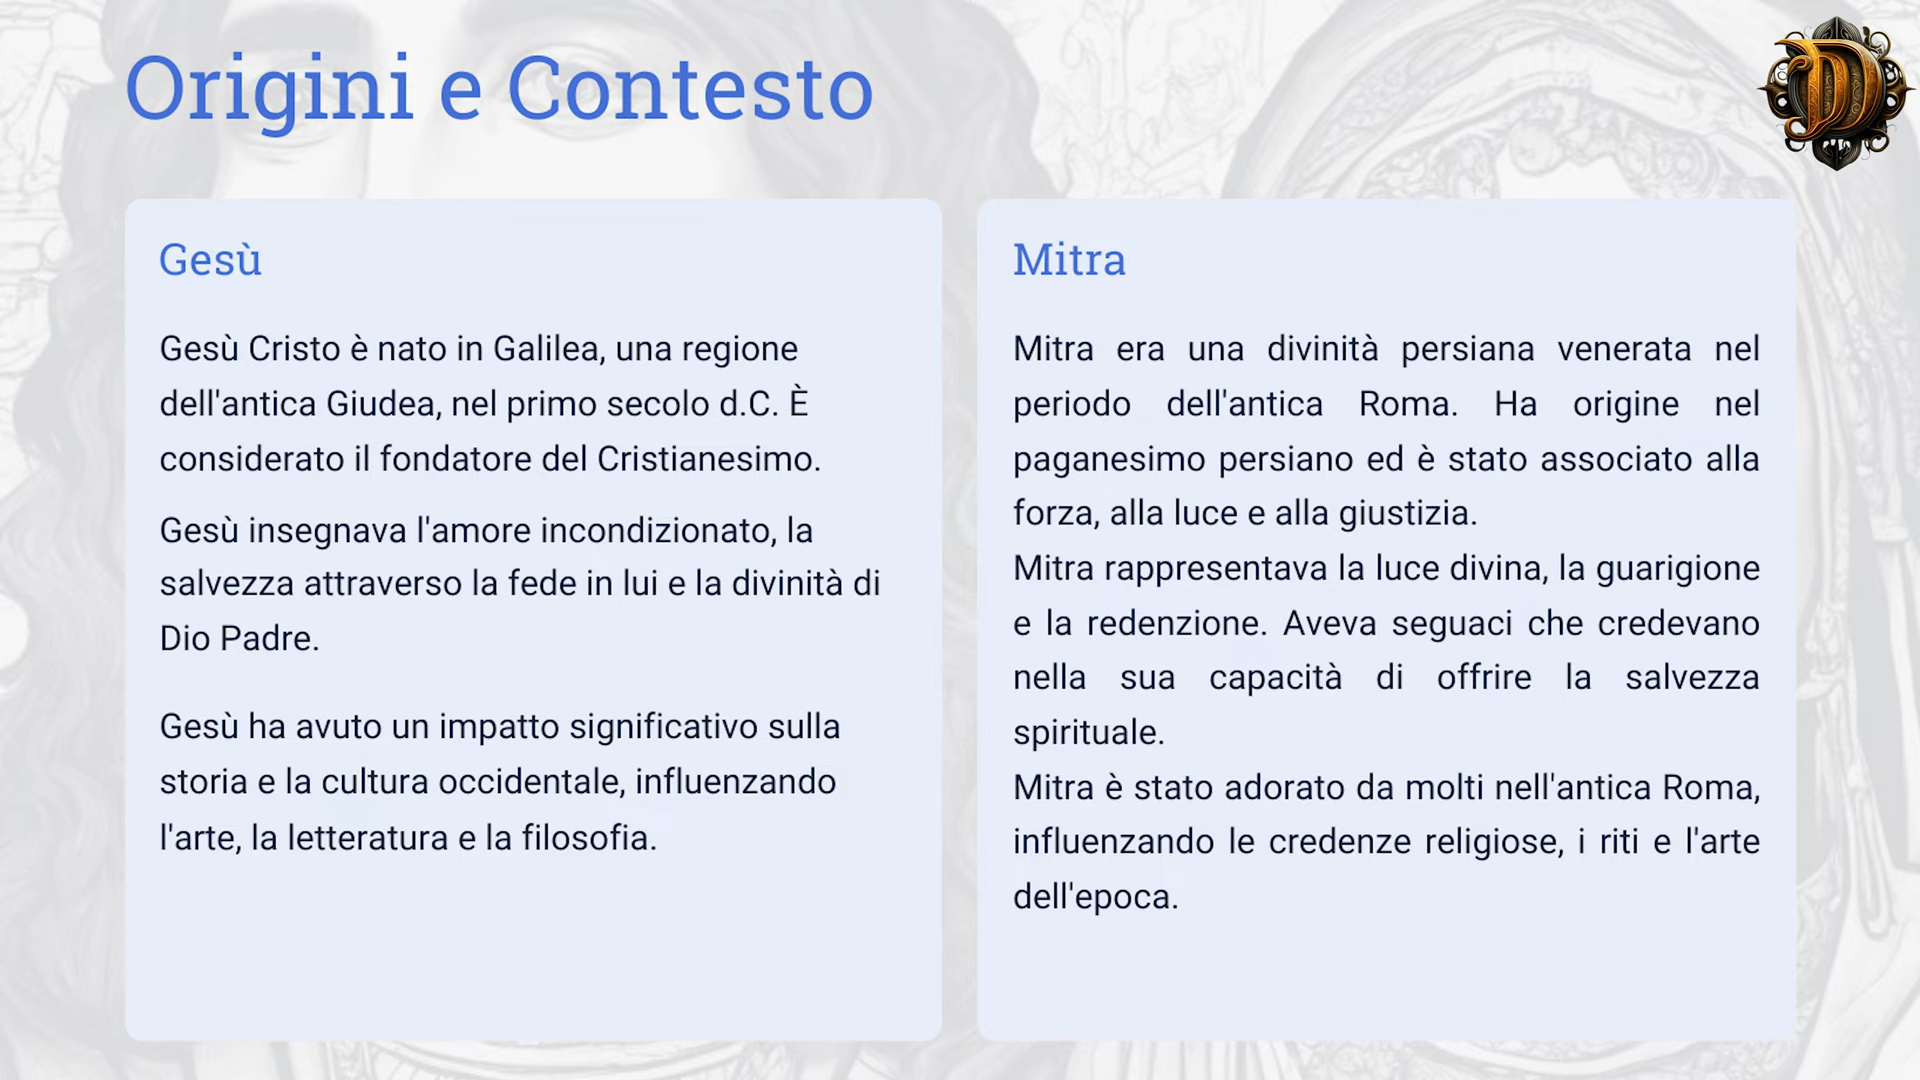 Origini e Contesto
Gesù
Gesù Cristo è nato in Galilea, una regione
dell'antica Giudea, nel primo secolo d.C. È
considerato il fondatore del Cristianesimo.
Gesù insegnava l'amore incondizionato, la
salvezza attraverso la fede in lui e la divinità di
Dio Padre.
Gesù ha avuto un impatto significativo sulla
storia e la cultura occidentale, influenzando
l'arte, la letteratura e la filosofia.
Mitra
Mitra era una divinità persiana venerata nel
periodo dell'antica Roma. Ha origine nel
paganesimo persiano ed è stato associato alla
forza, alla luce e alla giustizia.
Mitra rappresentava la luce divina, la guarigione
e la redenzione. Aveva seguaci che credevano
nella sua capacità di offrire la salvezza
spirituale.
Mitra è stato adorato da molti nell'antica Roma,
influenzando le credenze religiose, i riti e l'arte
dell'epoca.